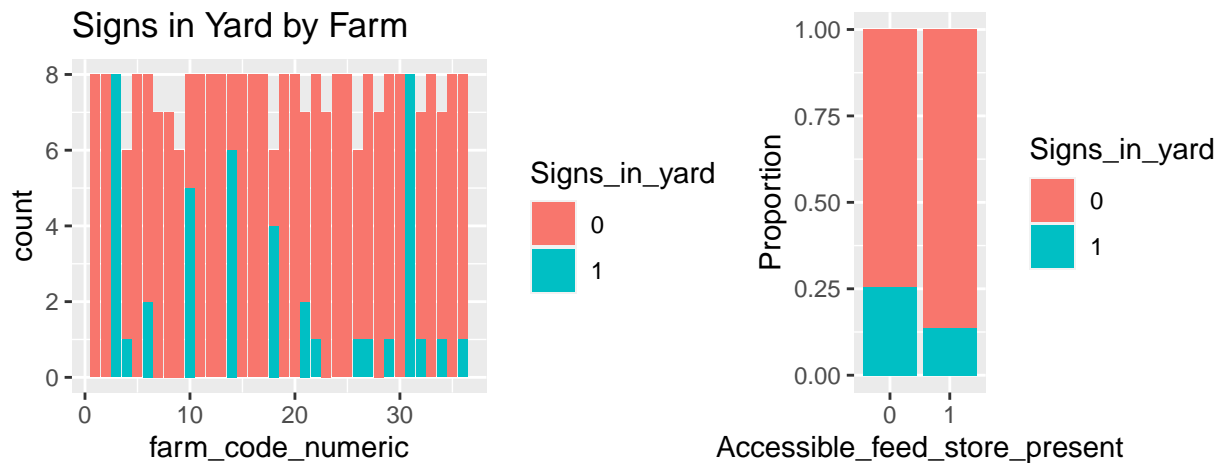 Signs in Yard by Farm
8
6
4
2
0
count
0 10 20 30
farm_code_numeric
Signs_in_yard
0
1
1.00
0.75
0.50
0.25
0.00
Proportion
0 1
Accessible_feed_store_present
Signs_in_yard
0
1